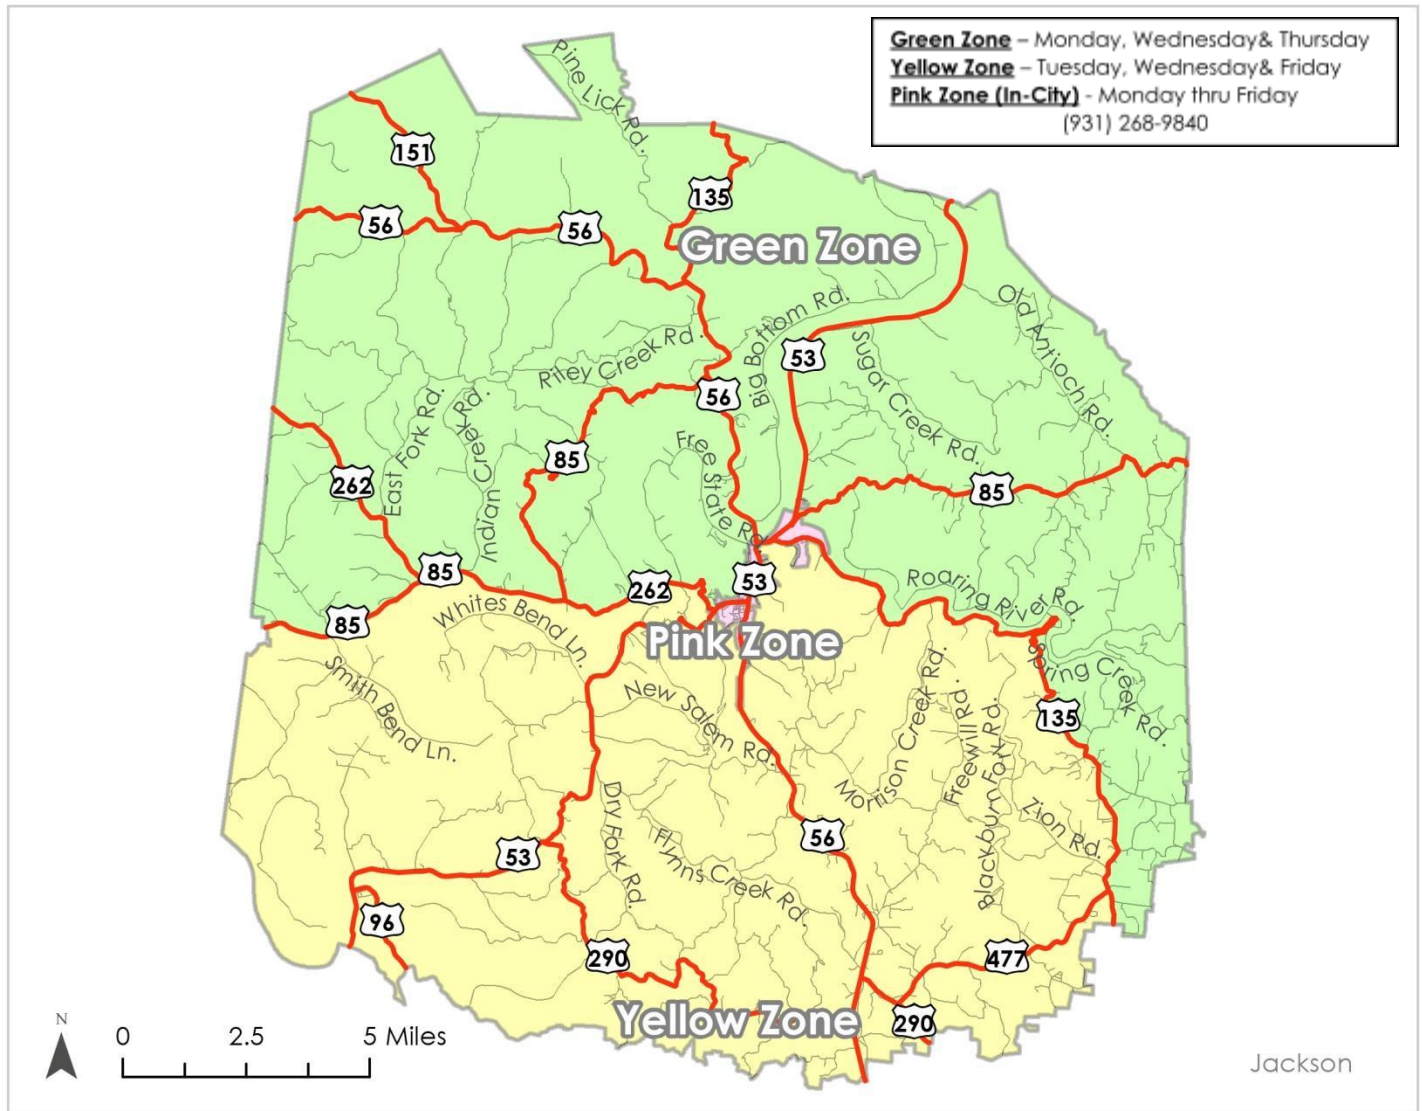 Green Zone – Monday, Wednesday& Thursday
Yellow Zone – Tuesday, Wednesday& Friday
Pink Zone (In-City) - Monday thru Friday
(931) 268-9840
Pine Lick Rd.
151
135
56
56
Green Zone
Old Antioch Rd.
Big Bottom Rd.
53
Sugar Creek Rd.
Riley Creek Rd.
56
East Fork Rd.
Indian Creek Rd.
85
Free State Rd.
262
85
85
262
53
Roaring River Rd.
85
Whites Bend Ln.
Pink Zone
Spring Creek Rd.
Smith Bend Ln.
New Salem Rd.
Morrison Creek Rd.
Freewill Rd.
Blackburn Fork Rd.
135
Zion Rd.
Dry Fork Rd.
Flynns Creek Rd.
56
53
96
290
477
Yellow Zone
290
N
0 2.5 5 Miles
Jackson